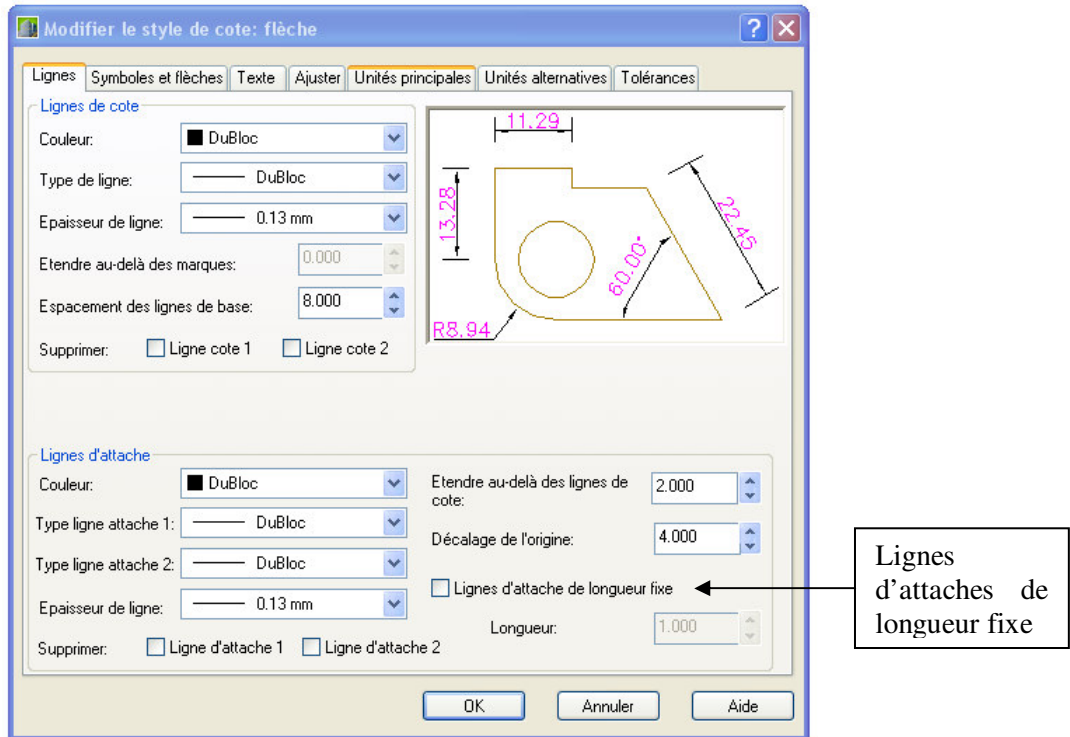 Modifier le style de cote: flèche
Lignes Symboles et flèches Texte Ajuster Unités principales Unités alternatives Tolérances
Lignes de cote
Couleur: DuBloc
Type de ligne: DuBloc
Epaisseur de ligne: 0.13 mm
Etendre au-delà des marques: 0.000
Espacement des lignes de base: 8.000
Supprimer: Ligne cote 1 Ligne cote 2
11.29
13.28
22.45
60.00°
R8.94
Lignes d'attache
Couleur: DuBloc
Type ligne attache 1: DuBloc
Type ligne attache 2: DuBloc
Epaisseur de ligne: 0.13 mm
Supprimer: Ligne d'attache 1 Ligne d'attache 2
Etendre au-delà des lignes de
cote: 2.000
Décalage de l'origine: 4.000
Lignes d'attache de longueur fixe
Longueur: 1.000
Lignes
d’attaches de
longueur fixe
OK Annuler Aide